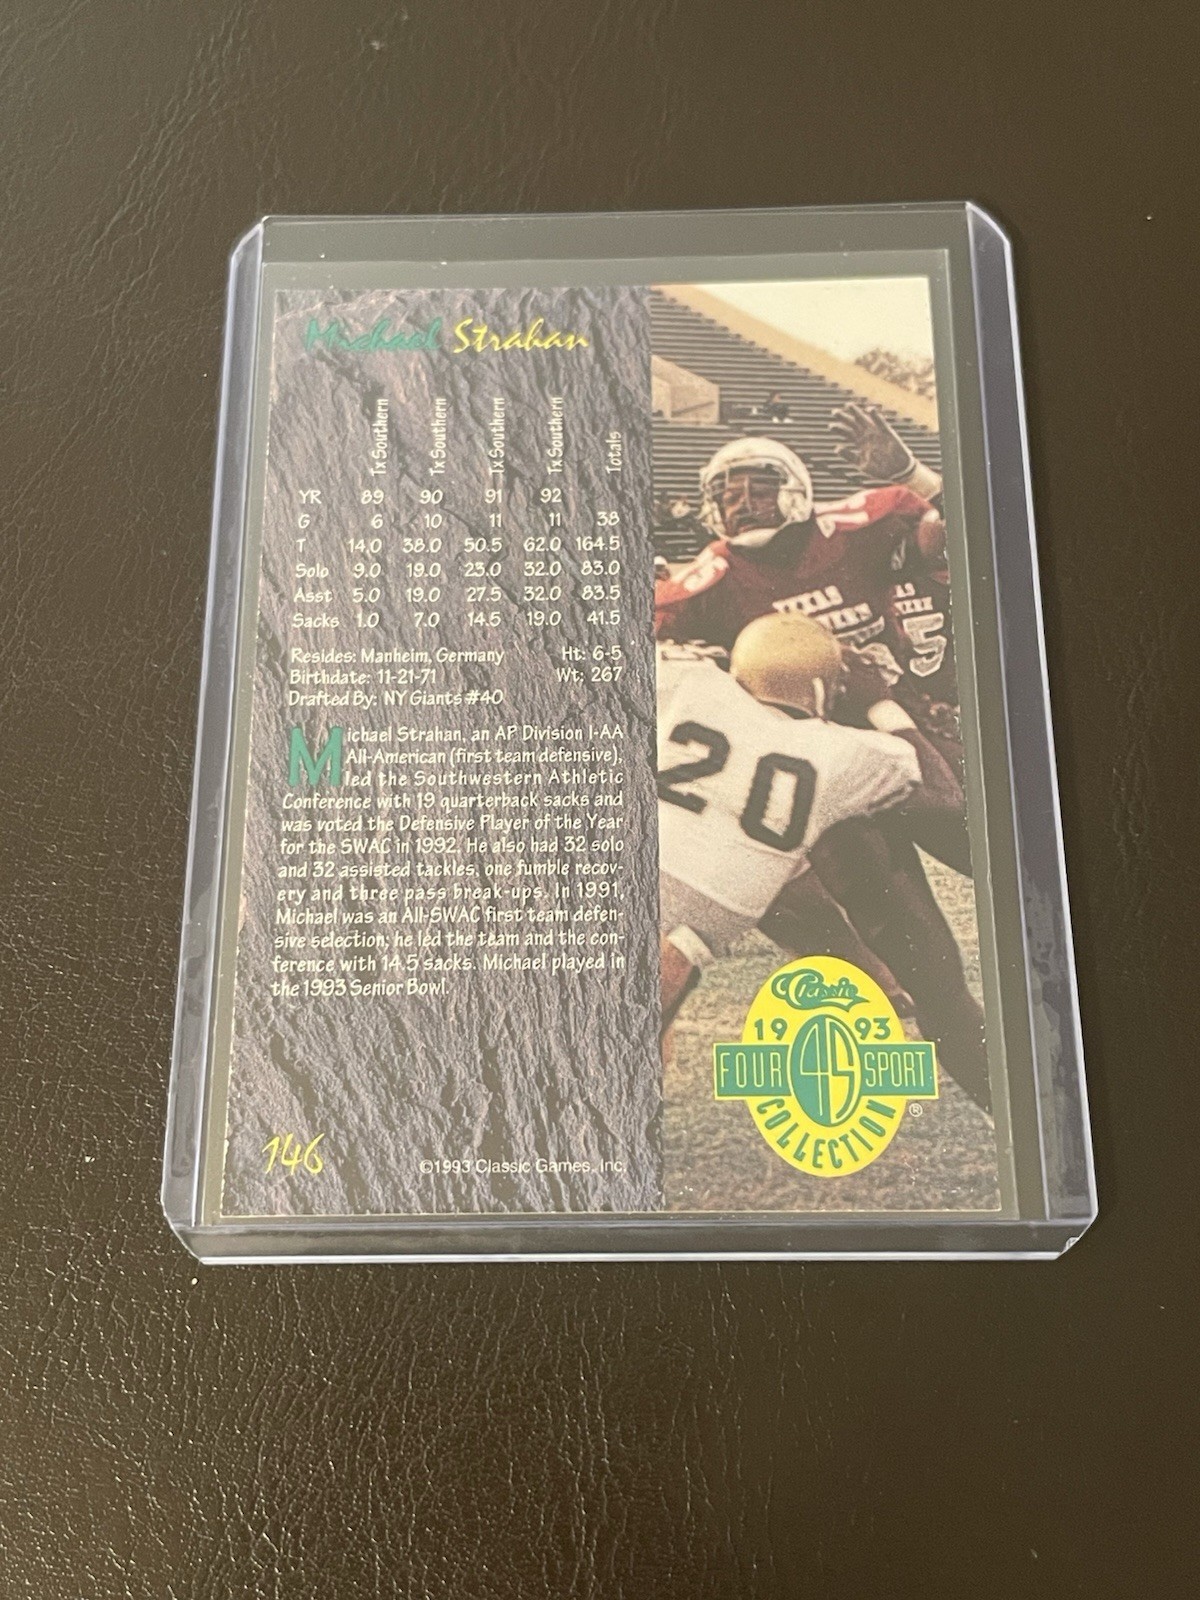 Michael Strahan
Tx Southern Tx Southern Tx Southern Tx Southern Totals
YR 89 90 91 92
G 6 10 11 11 38
T 14.0 38.0 50.5 62.0 164.5
Solo 9.0 19.0 23.0 32.0 83.0
Asst 5.0 19.0 27.5 32.0 83.5
Sacks 1.0 7.0 14.5 19.0 41.5
Resides: Manheim, Germany Ht: 6-5
Birthdate: 11-21-71 Wt: 267
Drafted By: NY Giants #40
Michael Strahan, an AP Division I-AA
All-American (first team defensive),
led the Southwestern Athletic
Conference with 19 quarterback sacks and
was voted the Defensive Player of the Year
for the SWAC in 1992. He also had 32 solo
and 32 assisted tackles, one fumble recov-
ery and three pass break-ups. In 1991,
Michael was an All-SWAC first team defen-
sive selection; he led the team and the con-
ference with 14.5 sacks. Michael played in
the 1993 Senior Bowl.
146
©1993 Classic Games, Inc.
TEXAS
20
5
Classic
1993
FOUR 4S SPORT
COLLECTION ®